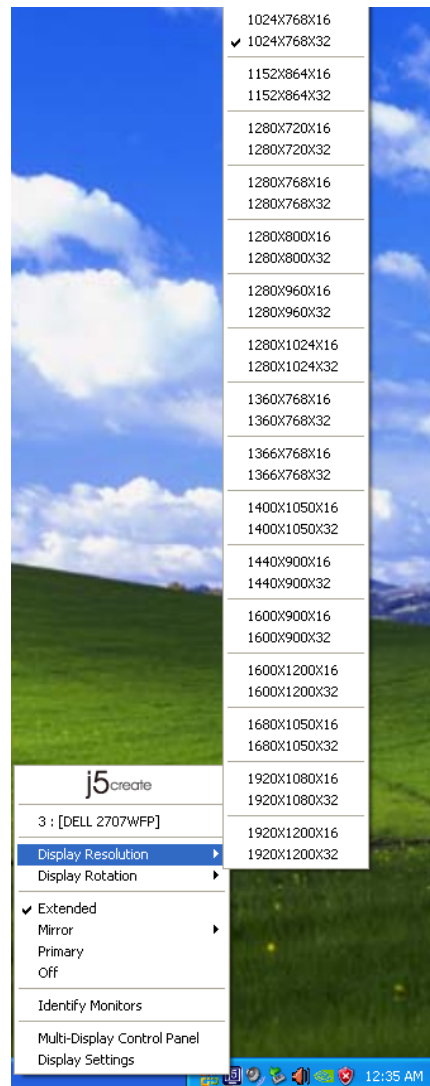 1024X768X16
1024X768X32
1152X864X16
1152X864X32
1280X720X16
1280X720X32
1280X768X16
1280X768X32
1280X800X16
1280X800X32
1280X960X16
1280X960X32
1280X1024X16
1280X1024X32
1360X768X16
1360X768X32
1366X768X16
1366X768X32
1400X1050X16
1400X1050X32
1440X900X16
1440X900X32
1600X900X16
1600X900X32
1600X1200X16
1600X1200X32
1680X1050X16
1680X1050X32
1920X1080X16
1920X1080X32
1920X1200X16
1920X1200X32
j5create
3 : [DELL 2707WFP]
Display Resolution
Display Rotation
Extended
Mirror
Primary
Off
Identify Monitors
Multi-Display Control Panel
Display Settings
12:35 AM